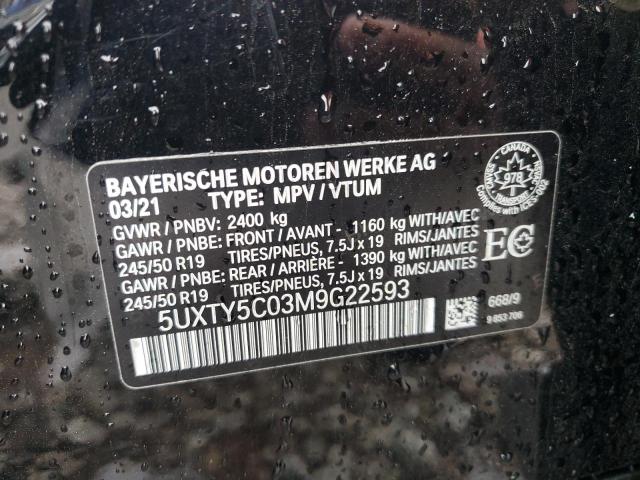 BAYERISCHE MOTOREN WERKE AG
03/21 TYPE: MPV / VTUM
GVWR / PNBV: 2400 kg
GAWR / PNBE: FRONT / AVANT - 1160 kg WITH/AVEC
245/50 R19 TIRES/PNEUS, 7.5J x 19 RIMS/JANTES
GAWR / PNBE: REAR / ARRIÈRE - 1390 kg WITH/AVEC
245/50 R19 TIRES/PNEUS, 7.5J x 19 RIMS/JANTES
5UXTY5C03M9G22593
CANADA
978
TRANSPORT
EC
668/9
9 853 706